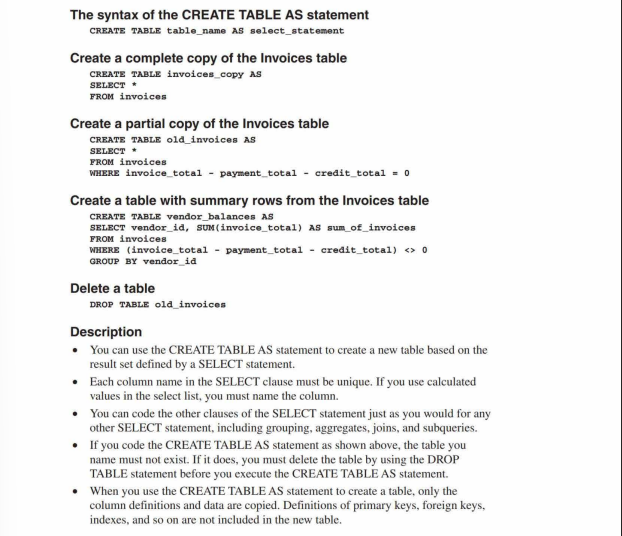 The syntax of the CREATE TABLE AS statement
CREATE TABLE table_name AS select_statement
Create a complete copy of the Invoices table
CREATE TABLE invoices_copy AS
SELECT *
FROM invoices
Create a partial copy of the Invoices table
CREATE TABLE old_invoices AS
SELECT *
FROM invoices
WHERE invoice_total - payment_total - credit_total = 0
Create a table with summary rows from the Invoices table
CREATE TABLE vendor_balances AS
SELECT vendor_id, SUM(invoice_total) AS sum_of_invoices
FROM invoices
WHERE (invoice_total - payment_total - credit_total) <> 0
GROUP BY vendor_id
Delete a table
DROP TABLE old_invoices
Description
• You can use the CREATE TABLE AS statement to create a new table based on the
result set defined by a SELECT statement.
• Each column name in the SELECT clause must be unique. If you use calculated
values in the select list, you must name the column.
• You can code the other clauses of the SELECT statement just as you would for any
other SELECT statement, including grouping, aggregates, joins, and subqueries.
• If you code the CREATE TABLE AS statement as shown above, the table you
name must not exist. If it does, you must delete the table by using the DROP
TABLE statement before you execute the CREATE TABLE AS statement.
• When you use the CREATE TABLE AS statement to create a table, only the
column definitions and data are copied. Definitions of primary keys, foreign keys,
indexes, and so on are not included in the new table.